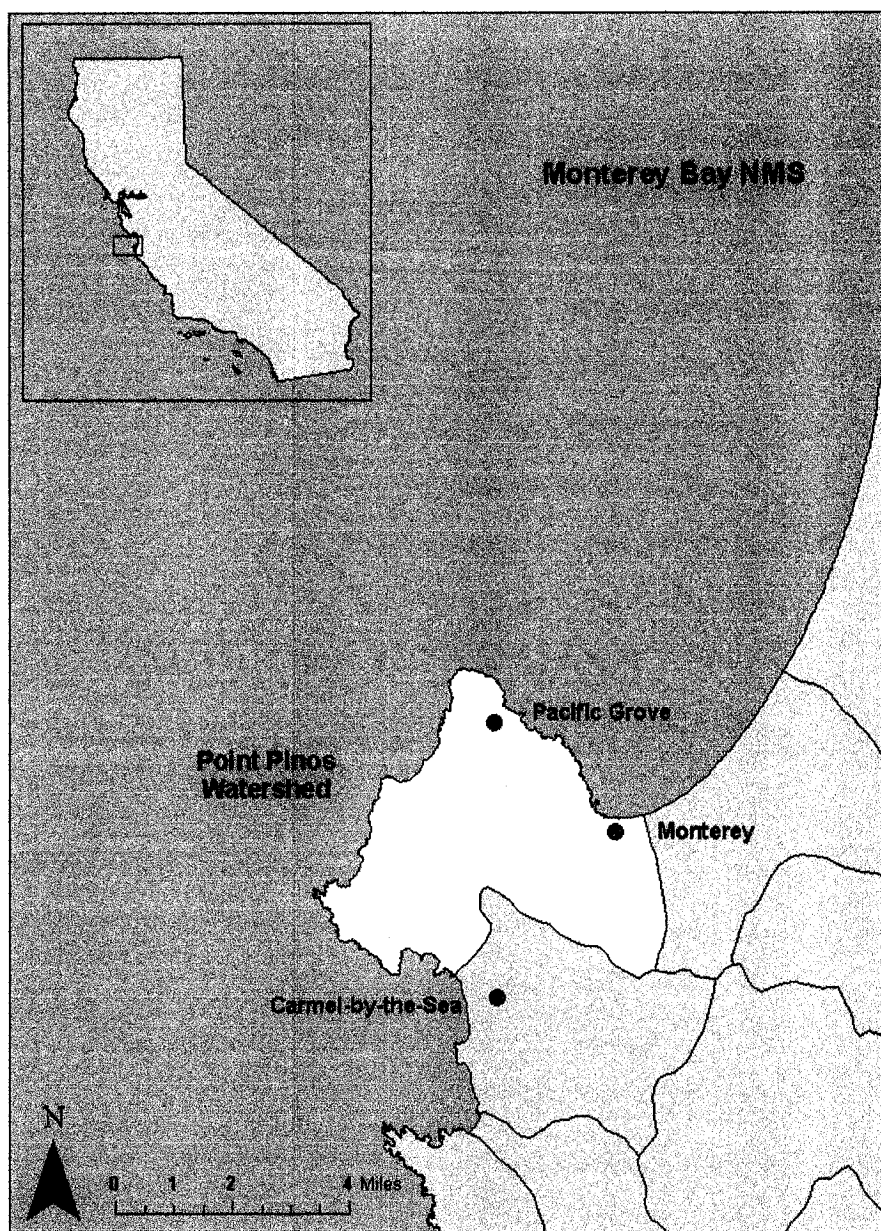 Monterey Bay NMS
Pacific Grove
Point Pinos
Watershed
Monterey
Carmel-by-the-Sea
N
0 1 2 4 Miles